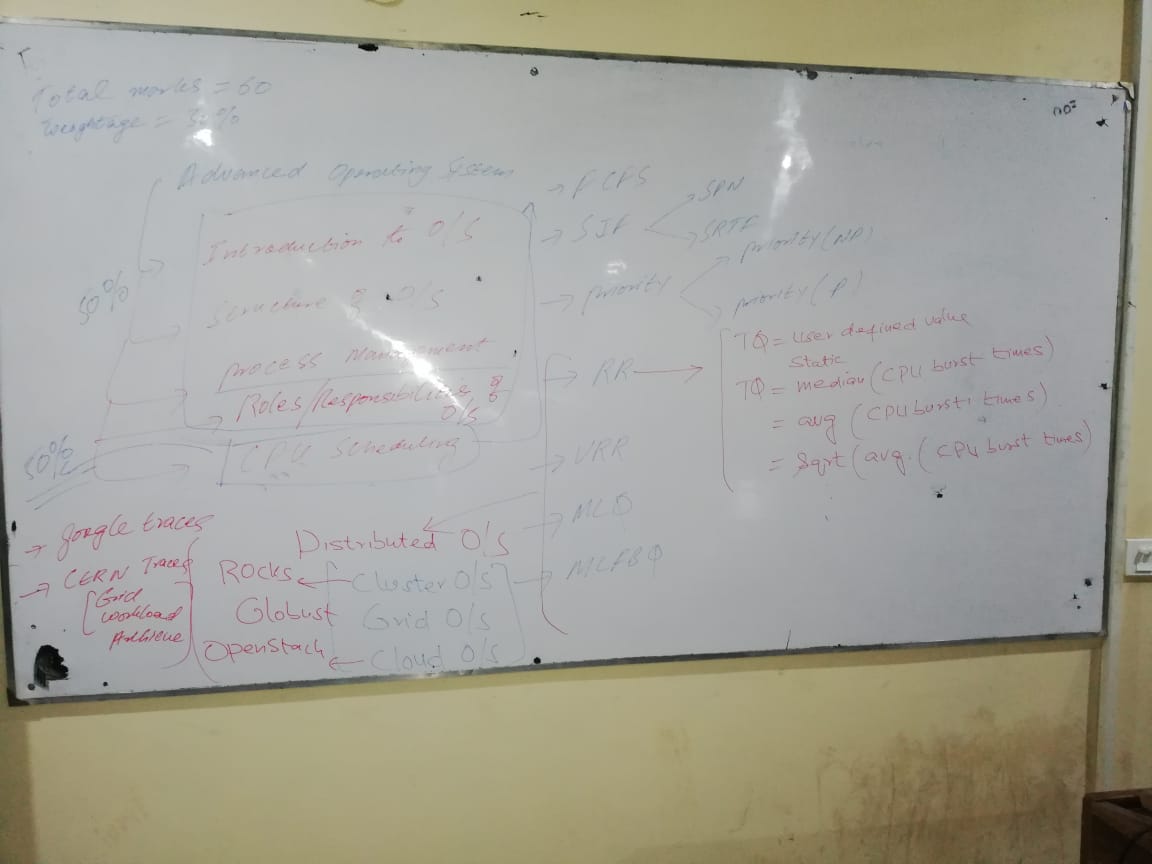 Total marks = 60
Weightage = 50%
Advanced Operating System
Introduction to O/S
Structure of O/S
Process Management
Roles/Responsibilities of
O/S
CPU Scheduling
50%
50%
→ FCFS
→ SJF
SPN
SRTF
→ priority
priority (NP)
priority (P)
→ RR →
TQ = User defined value
Static
TQ = median (CPU burst times)
= avg (CPU burst times)
= Sqrt (avg. (CPU burst times)
→ VRR
→ MLQ
→ MLFBQ
Distributed O/S
Rocks ← Cluster O/S
Globust Grid O/S
OpenStack ← Cloud O/S
→ Google traces
→ CERN Traces
Grid
workload
Archieve